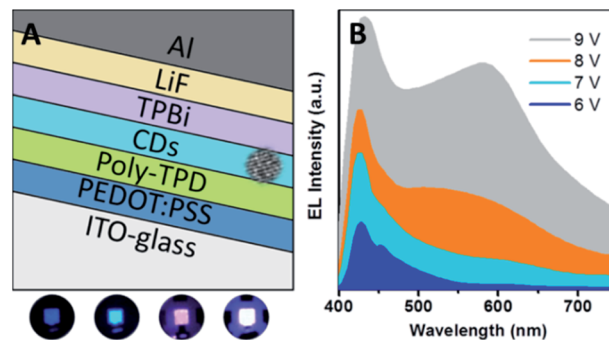 A
Al
LiF
TPBi
CDs
Poly-TPD
PEDOT:PSS
ITO-glass
B
9 V
8 V
7 V
6 V
EL Intensity (a.u.)
400 500 600 700
Wavelength (nm)